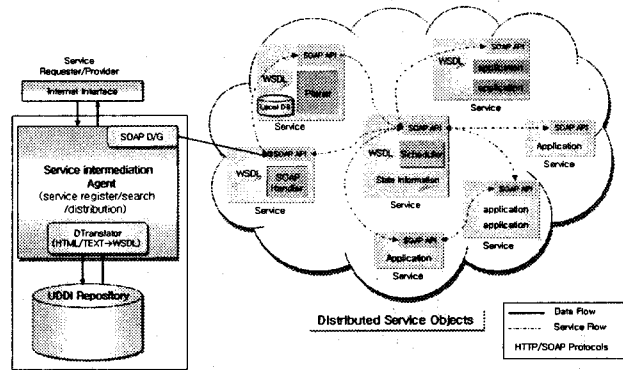 Service
Requester/Provider
Internet Interface
SOAP D/G
Service intermediation
Agent
(service register/search
/distribution)
DTranslator
(HTML/TEXT→WSDL)
UDDI Repository
SOAP API
WSDL
Planer
Local DB
Service
SOAP API
WSDL
SOAP
Handler
Service
SOAP API
WSDL
Scheduler
State Information
Service
SOAP API
WSDL
application
application
Service
SOAP API
Application
Service
SOAP API
application
application
Service
SOAP API
Application
Service
Distributed Service Objects
Data Flow
Service Flow
HTTP/SOAP Protocols